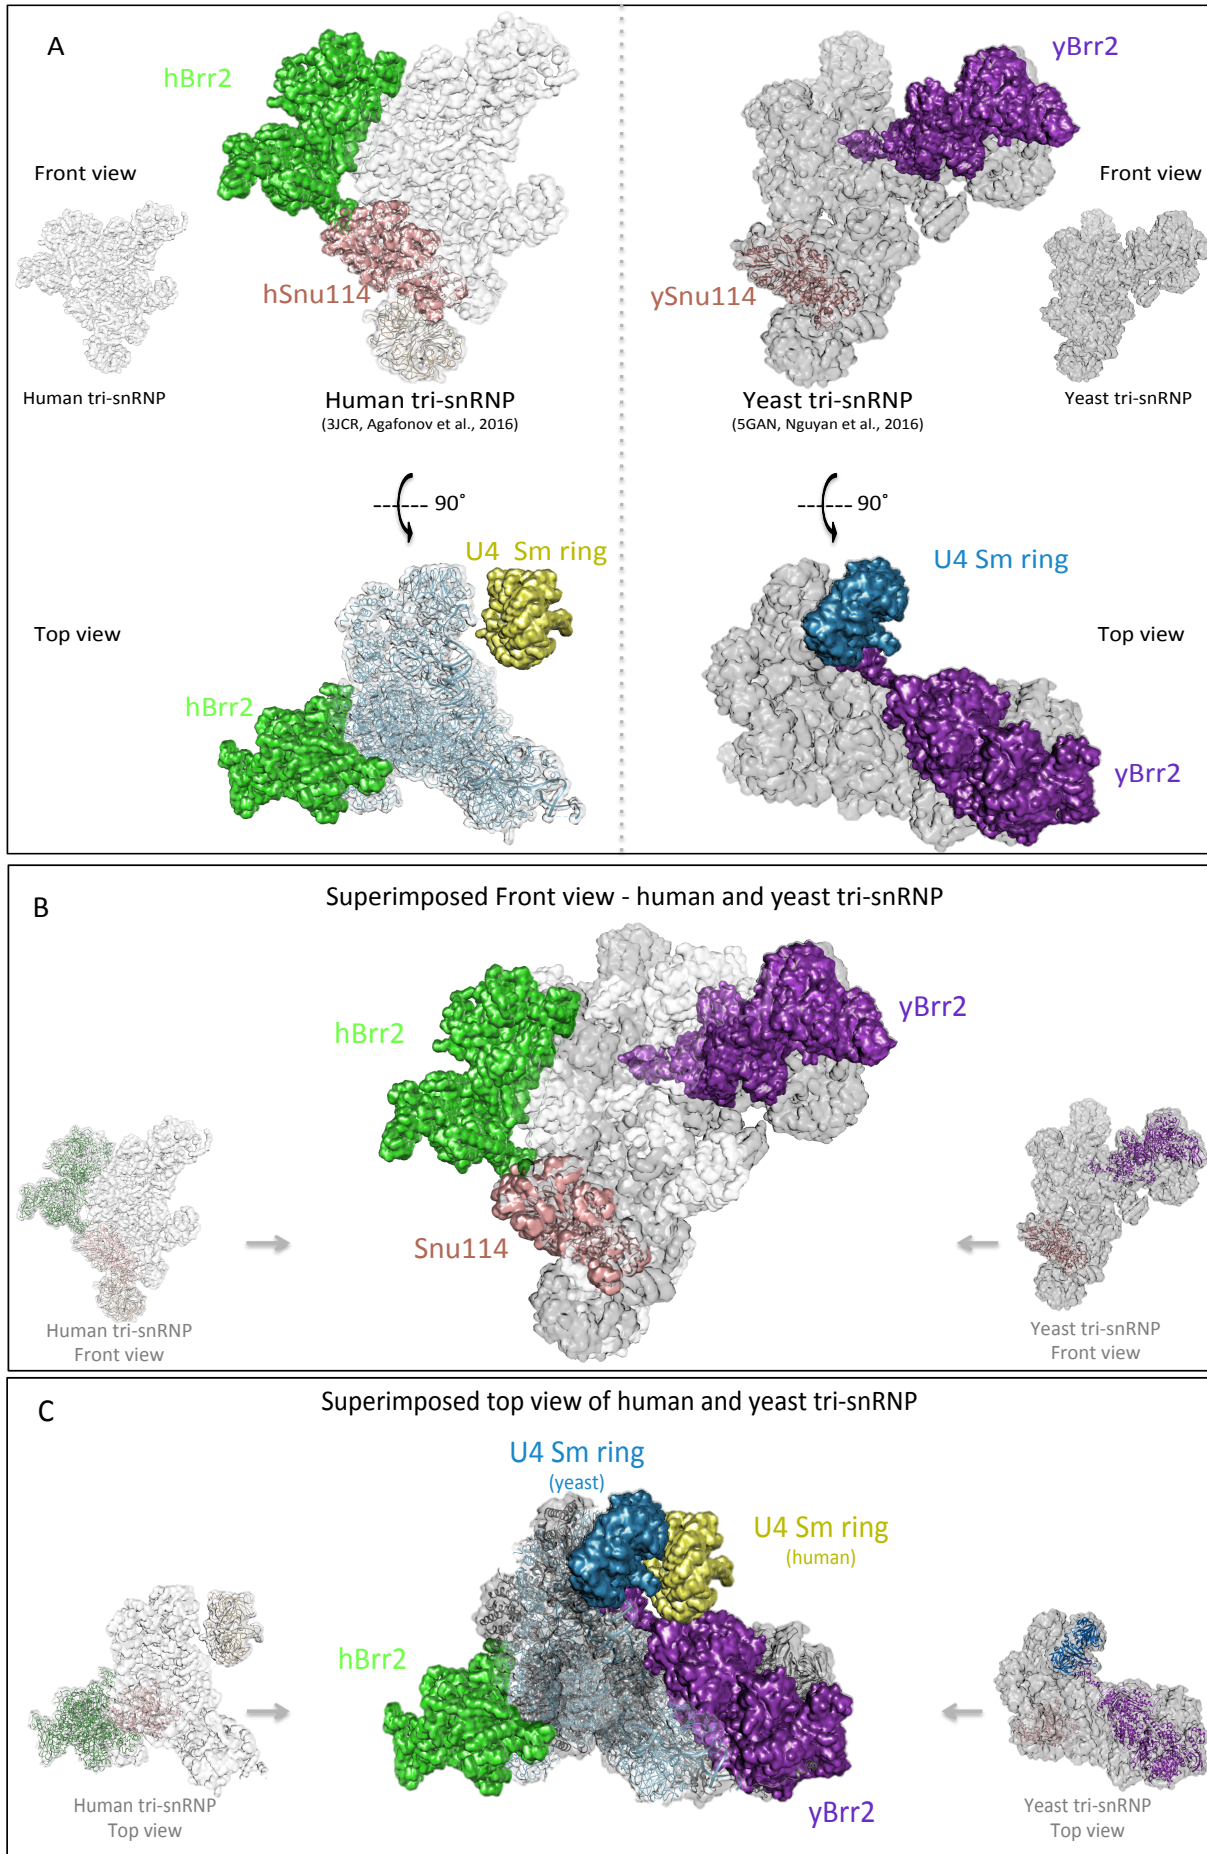 A
hBrr2
yBrr2
Front view
Front view
hSnu114
ySnu114
Human tri-snRNP
Human tri-snRNP
(3JCR, Agafonov et al., 2016)
Yeast tri-snRNP
(5GAN, Nguyan et al., 2016)
Yeast tri-snRNP
90°
90°
U4 Sm ring
U4 Sm ring
Top view
Top view
hBrr2
yBrr2
B
Superimposed Front view - human and yeast tri-snRNP
hBrr2
yBrr2
Snu114
Human tri-snRNP
Front view
Yeast tri-snRNP
Front view
C
Superimposed top view of human and yeast tri-snRNP
U4 Sm ring
(yeast)
U4 Sm ring
(human)
hBrr2
yBrr2
Human tri-snRNP
Top view
Yeast tri-snRNP
Top view